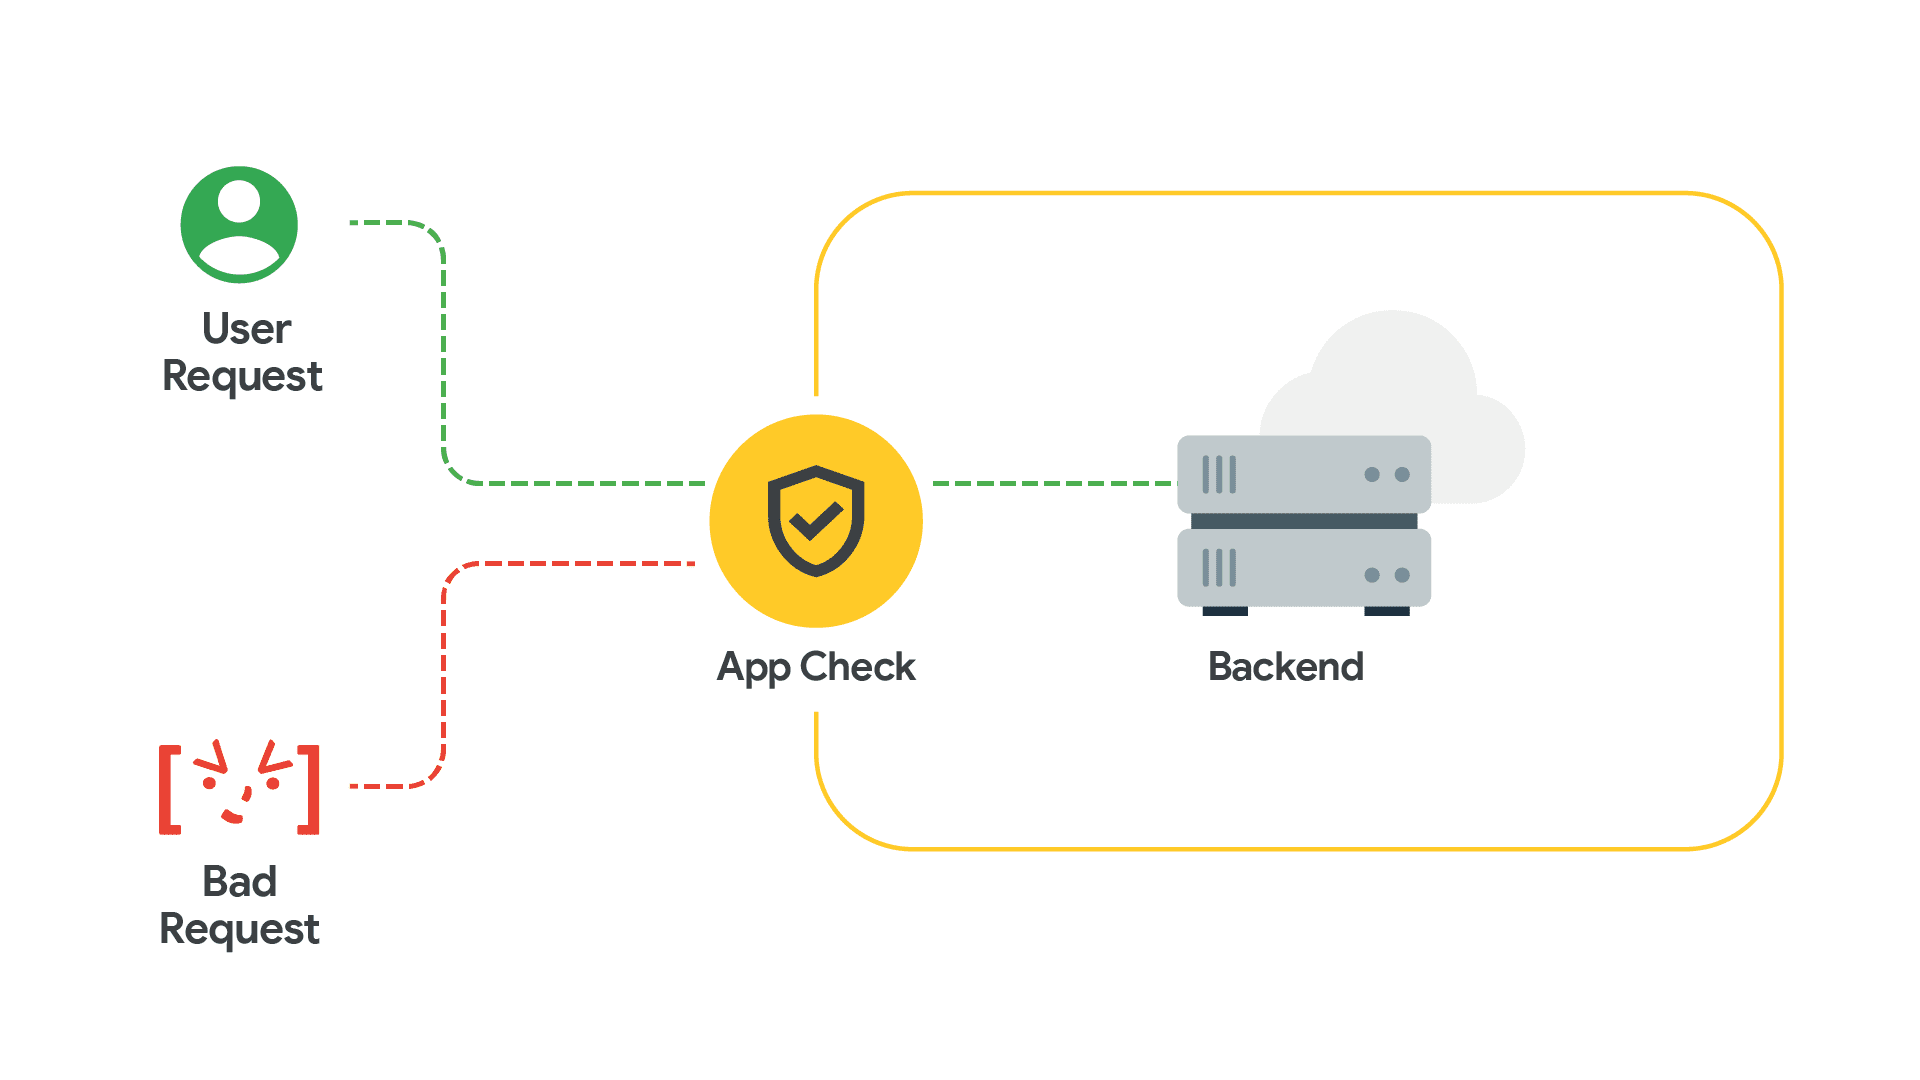 User
Request
App Check
Backend
Bad
Request